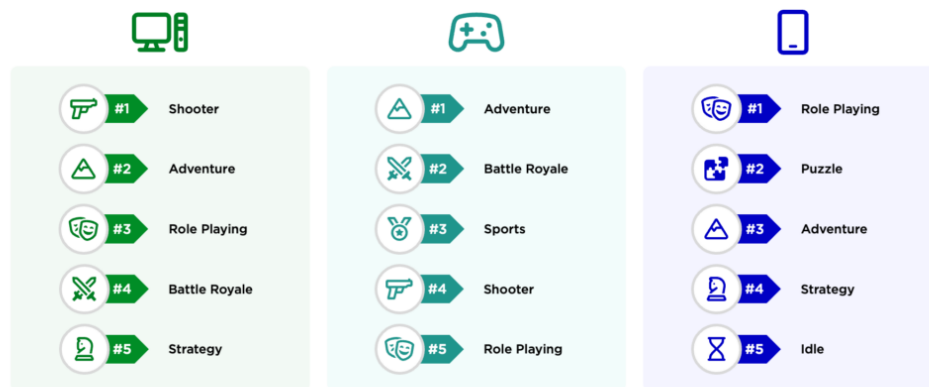 #1 Shooter
#2 Adventure
#3 Role Playing
#4 Battle Royale
#5 Strategy
#1 Adventure
#2 Battle Royale
#3 Sports
#4 Shooter
#5 Role Playing
#1 Role Playing
#2 Puzzle
#3 Adventure
#4 Strategy
#5 Idle